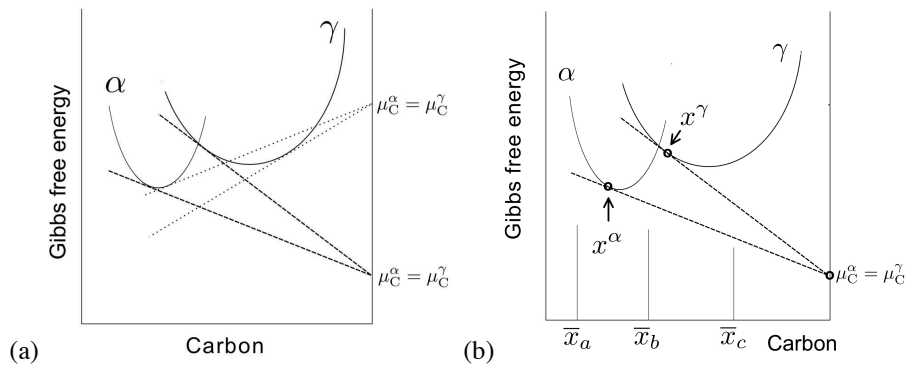 α
γ
μ_C^α = μ_C^γ
Gibbs free energy
μ_C^α = μ_C^γ
(a)
Carbon
α
γ
x^γ
Gibbs free energy
x^α
μ_C^α = μ_C^γ
x̅_a
x̅_b
x̅_c
(b)
Carbon